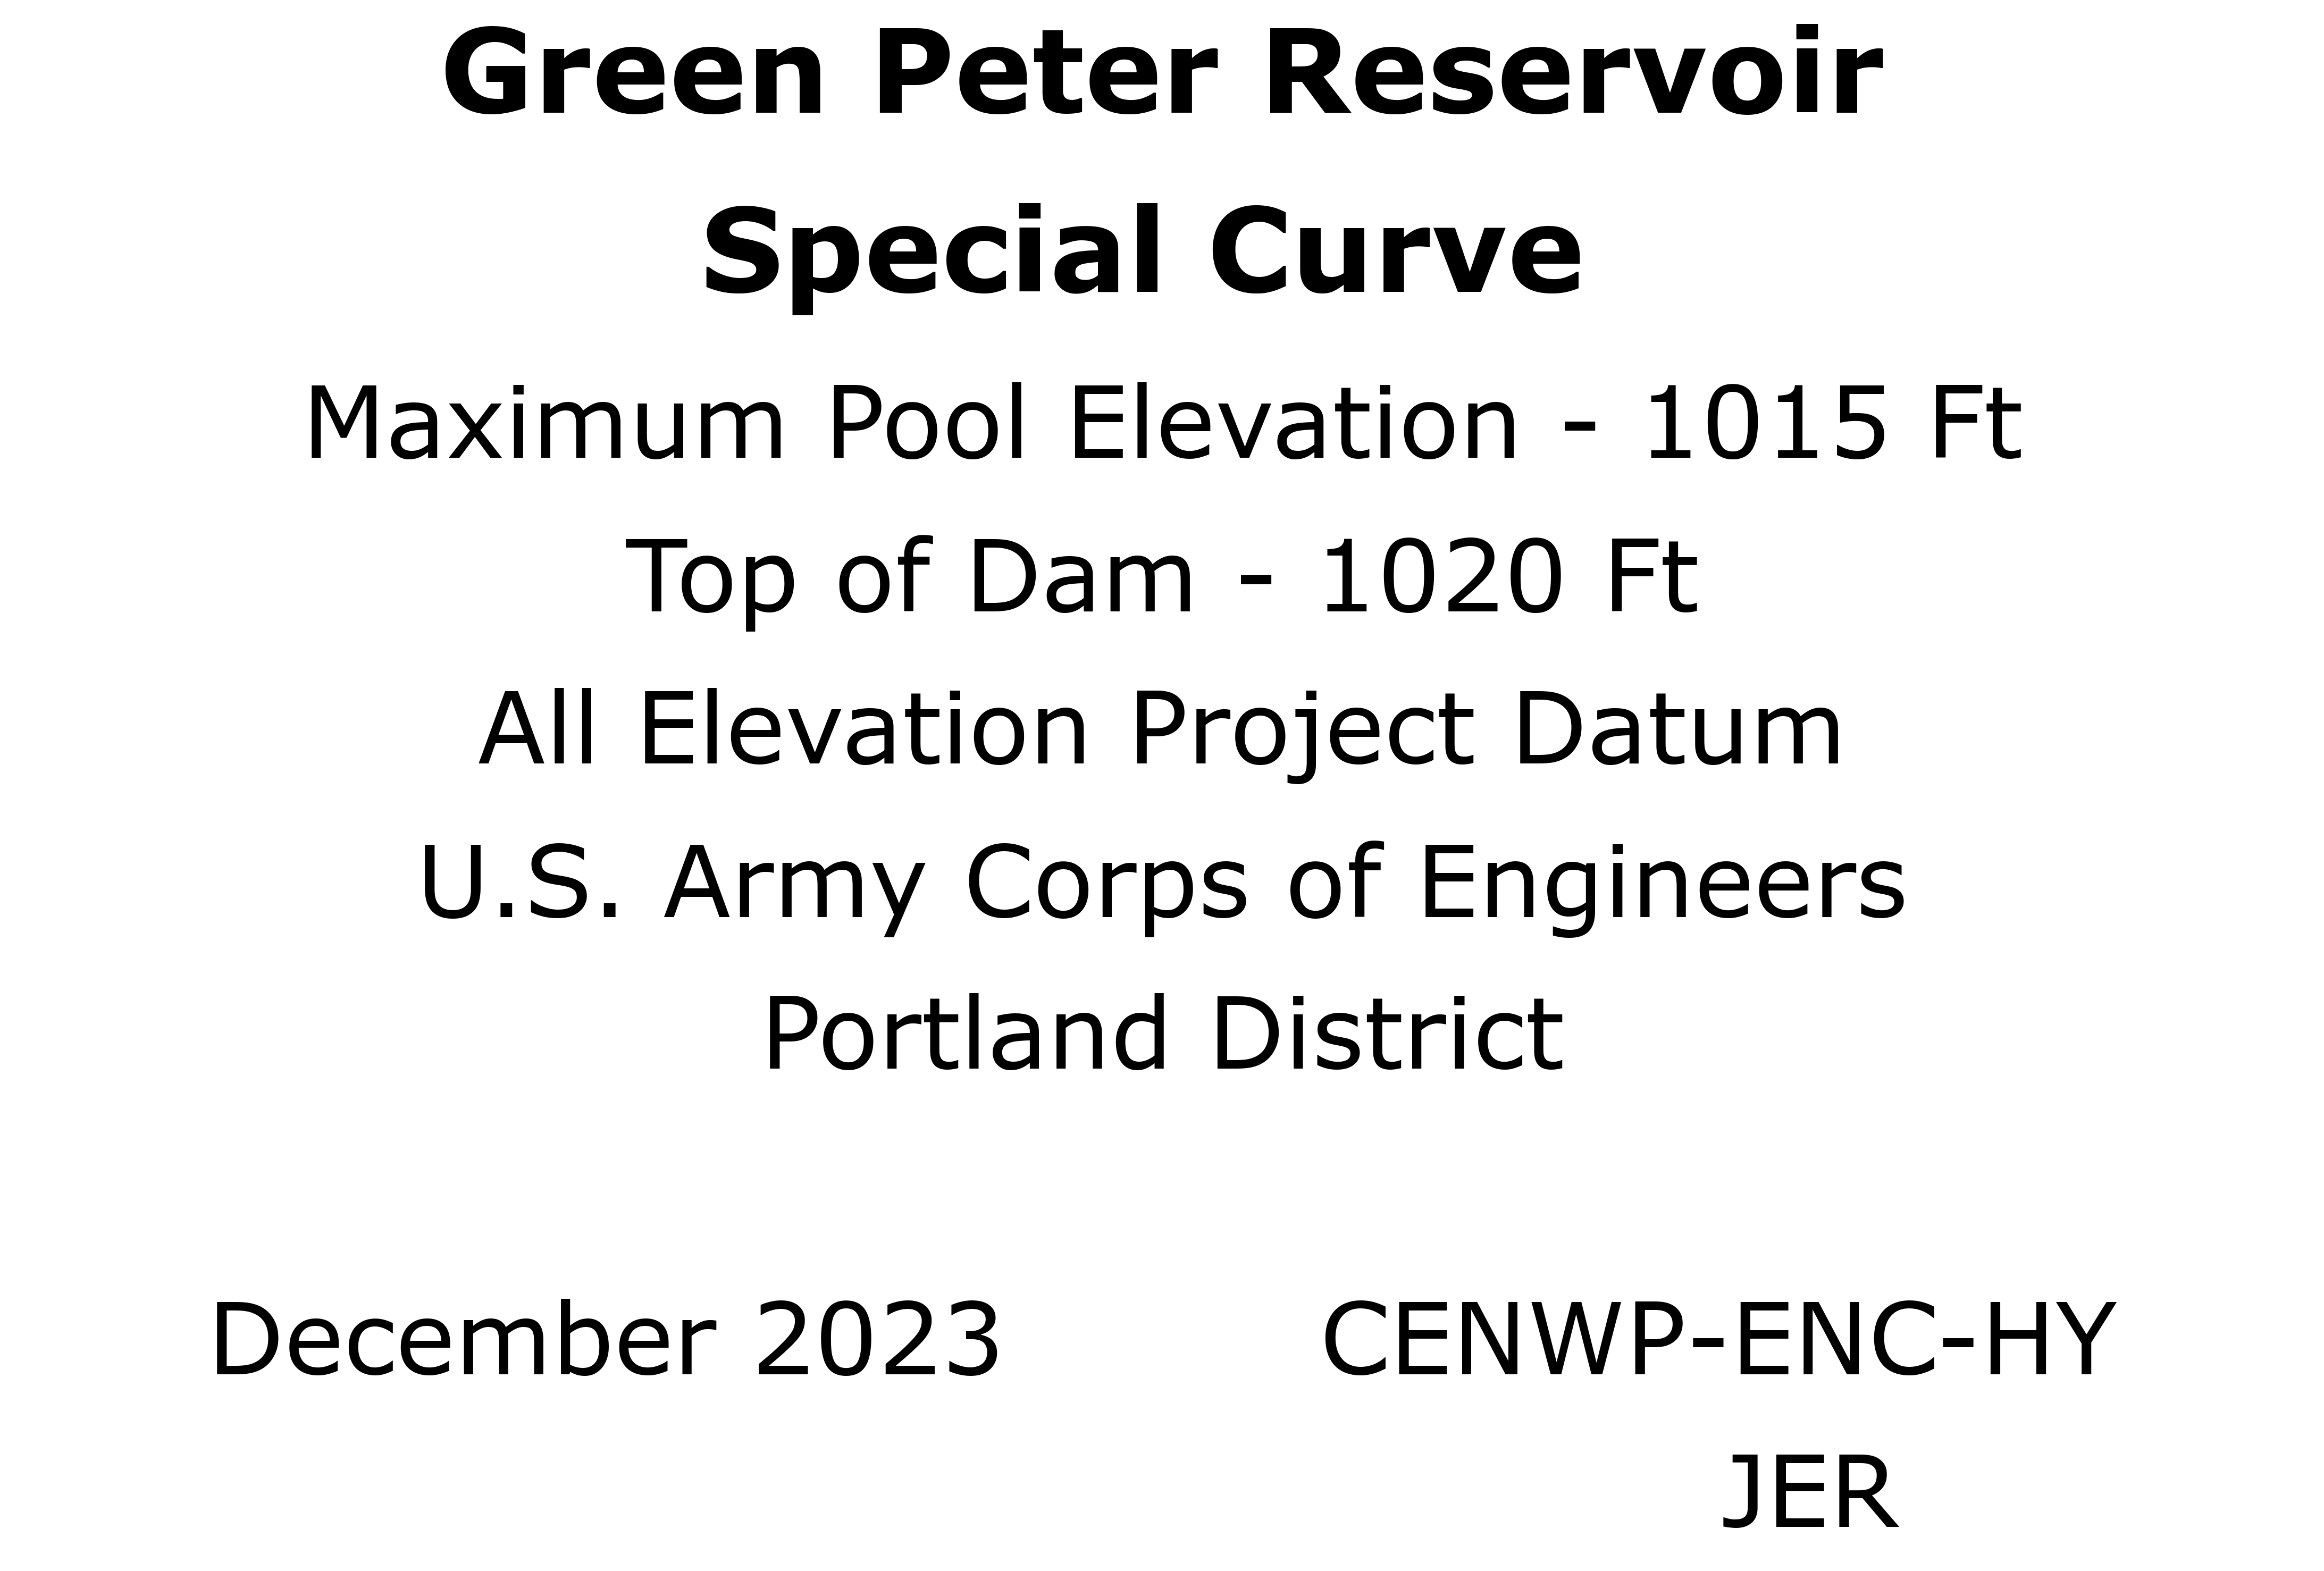 Green Peter Reservoir
Special Curve
Maximum Pool Elevation - 1015 Ft
Top of Dam - 1020 Ft
All Elevation Project Datum
U.S. Army Corps of Engineers
Portland District
December 2023 CENWP-ENC-HY
JER